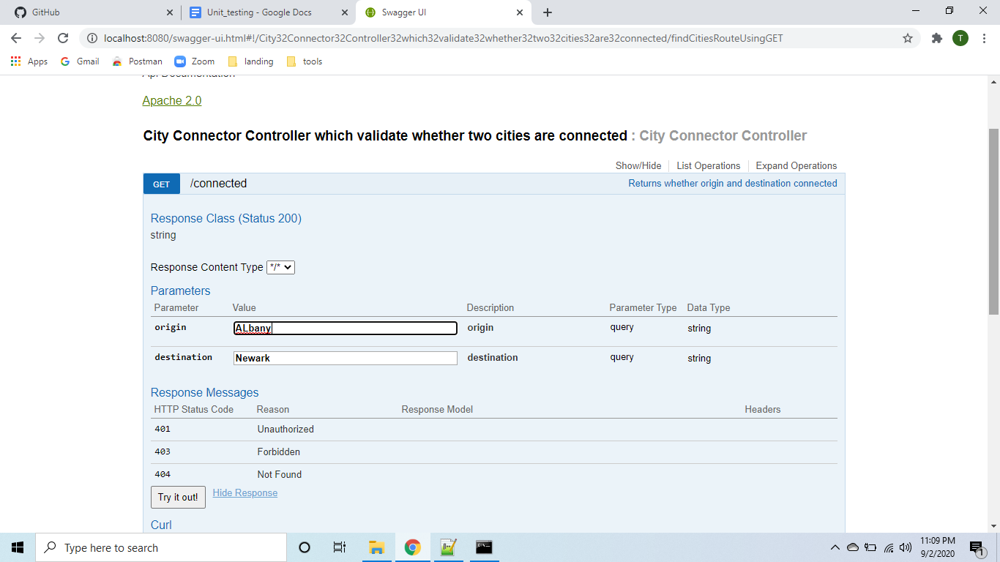 GitHub
Unit_testing - Google Docs
Swagger UI
localhost:8080/swagger-ui.html#!/City32Connector32Controller32which32validate32whether32two32cities32are32connected/findCitiesRouteUsingGET
T
Apps Gmail Postman Zoom landing tools
Api Documentation
Apache 2.0
City Connector Controller which validate whether two cities are connected : City Connector Controller
Show/Hide List Operations Expand Operations
GET /connected Returns whether origin and destination connected
Response Class (Status 200)
string
Response Content Type */*
Parameters
Parameter Value Description Parameter Type Data Type
origin ALbany origin query string
destination Newark destination query string
Response Messages
HTTP Status Code Reason Response Model Headers
401 Unauthorized
403 Forbidden
404 Not Found
Try it out! Hide Response
Curl
Type here to search
11:09 PM
9/2/2020
1